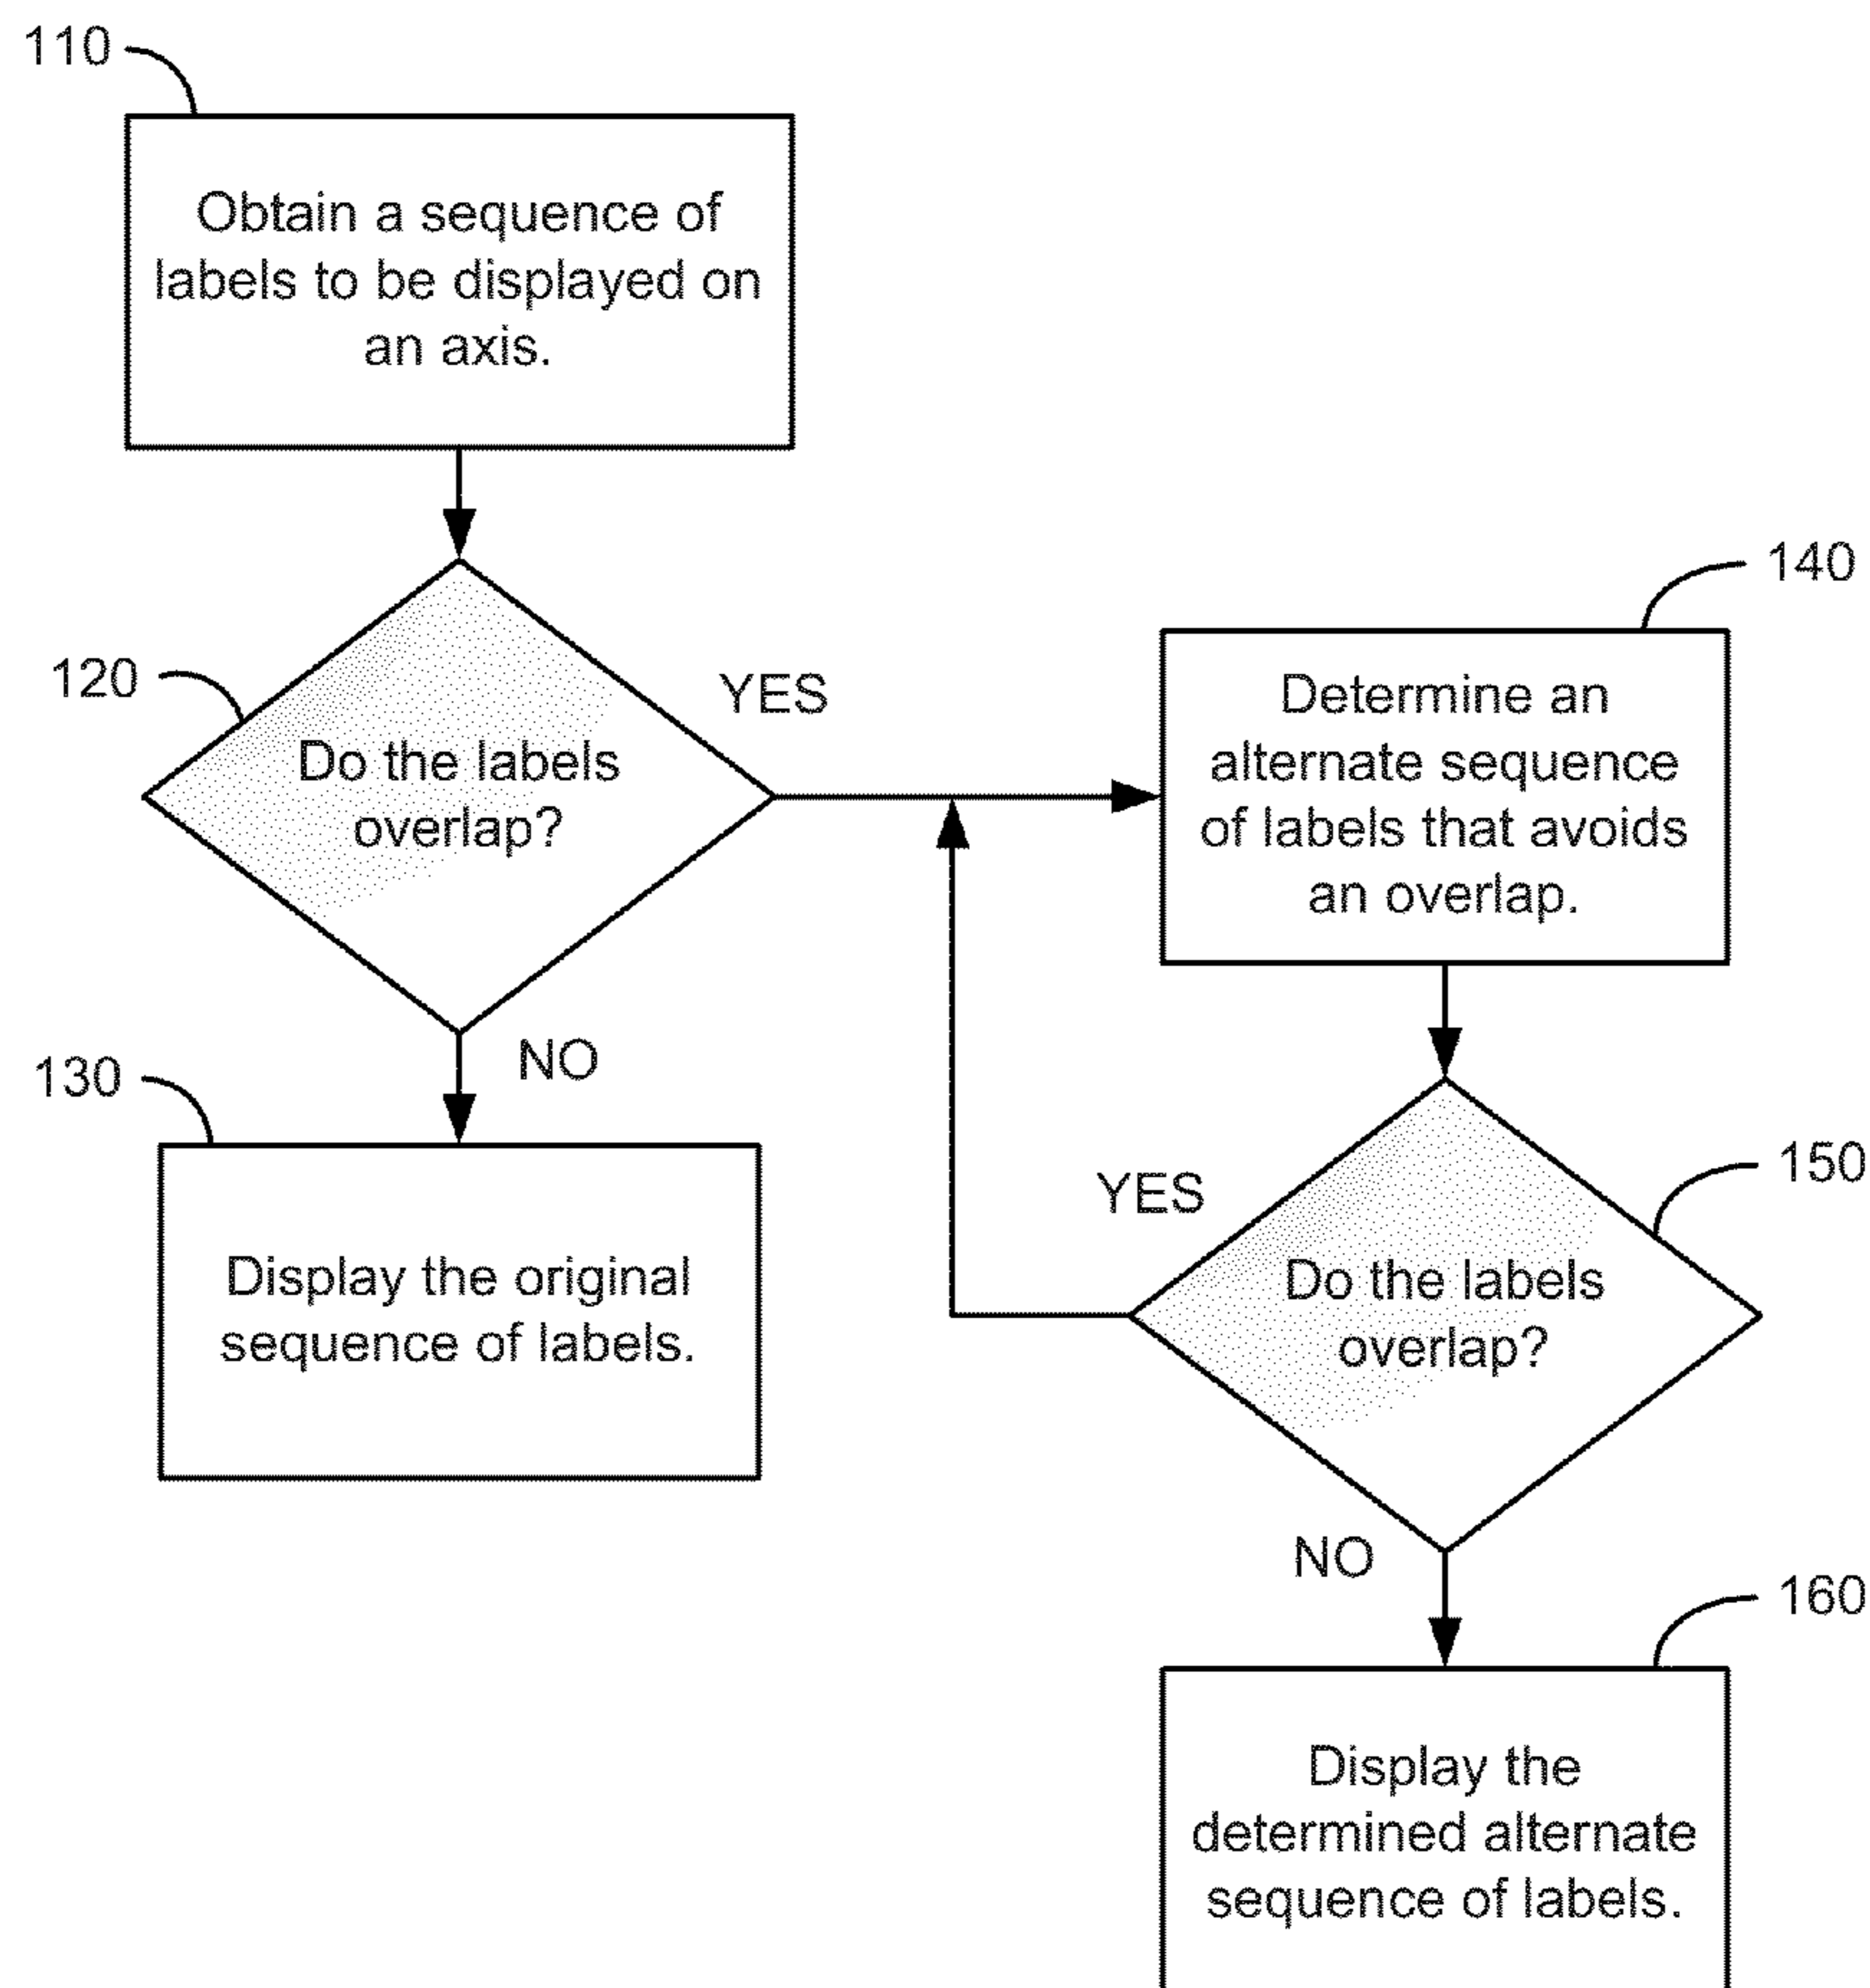 110
Obtain a sequence of
labels to be displayed on
an axis.
120
Do the labels
overlap?
YES
NO
130
Display the original
sequence of labels.
140
Determine an
alternate sequence
of labels that avoids
an overlap.
150
Do the labels
overlap?
YES
NO
160
Display the
determined alternate
sequence of labels.